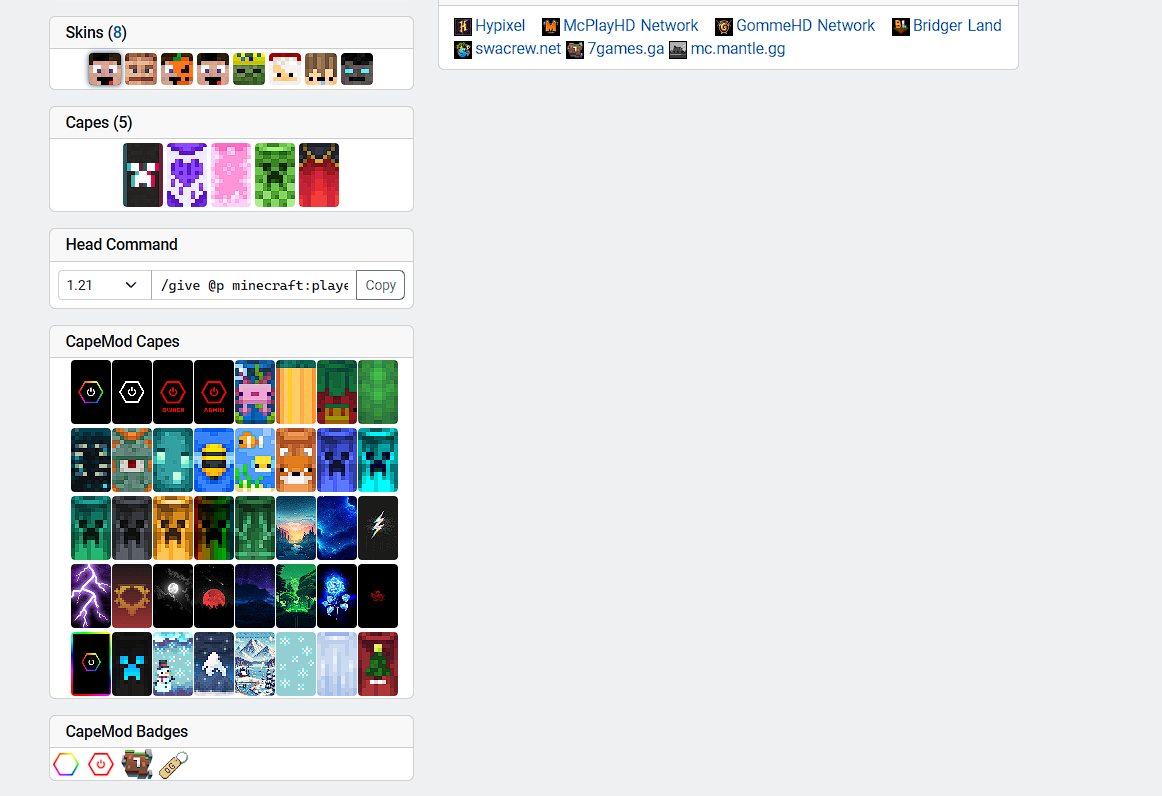 Skins (8)
Capes (5)
Head Command
1.21
/give @p minecraft:playe
Copy
CapeMod Capes
OWNER
ADMIN
CapeMod Badges
Hypixel McPlayHD Network GommeHD Network Bridger Land
swacrew.net 7games.ga mc.mantle.gg